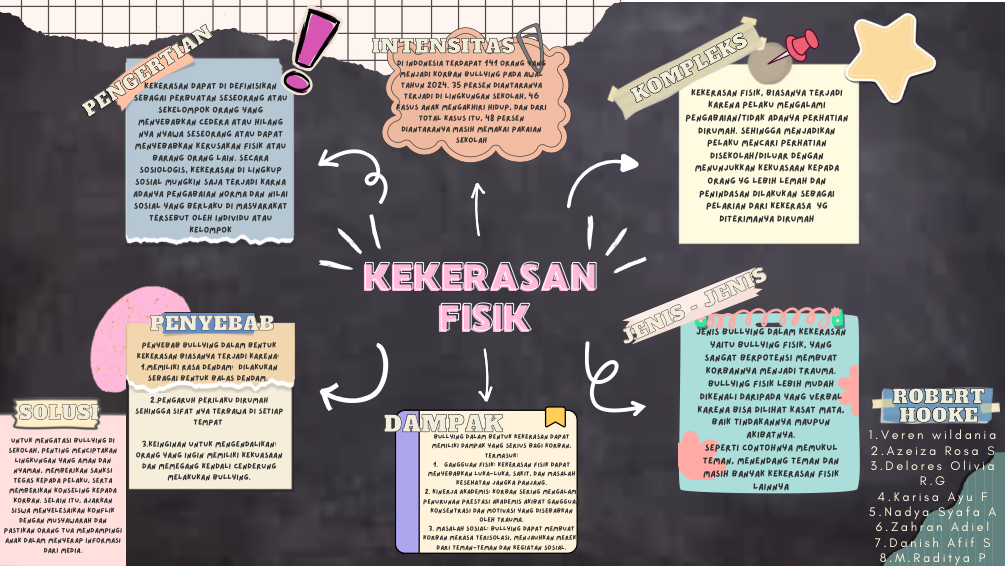 PENGERTIAN
KEKERASAN DAPAT DI DEFINISIKAN
SEBAGAI PERBUATAN SESEORANG ATAU
SEKELOMPOK ORANG YANG
MENYEBABKAN CEDERA ATAU HILANG
NYA NYAWA SESEORANG ATAU DAPAT
MENYEBABKAN KERUSAKAN FISIK ATAU
BARANG ORANG LAIN. SECARA
SOSIOLOGIS, KEKERASAN DI LINGKUP
SOSIAL MUNGKIN SAJA TERJADI KARNA
ADANYA PENGABAIAN NORMA DAN NILAI
SOSIAL YANG BERLAKU DI MASYARAKAT
TERSEBUT OLEH INDIVIDU ATAU
KELOMPOK
INTENSITAS
DI INDONESIA TERDAPAT 141 ORANG YANG
MENJADI KORBAN BULLYING PADA AWAL
TAHUN 2024. 35 PERSEN DIANTARANYA
TERJADI DI LINGKUNGAN SEKOLAH. 46
KASUS ANAK MENGAKHIRI HIDUP, DAN DARI
TOTAL KASUS ITU, 48 PERSEN
DIANTARANYA MASIH MEMAKAI PAKAIAN
SEKOLAH
KOMPLEKS
KEKERASAN FISIK, BIASANYA TERJADI
KARENA PELAKU MENGALAMI
PENGABAIAN/TIDAK ADANYA PERHATIAN
DIRUMAH. SEHINGGA MENJADIKAN
PELAKU MENCARI PERHATIAN
DISEKOLAH/DILUAR DENGAN
MENUNJUKKAN KEKUASAAN KEPADA
ORANG YG LEBIH LEMAH DAN
PENINDASAN DILAKUKAN SEBAGAI
PELARIAN DARI KEKERASA YG
DITERIMANYA DIRUMAH
KEKERASAN
FISIK
PENYEBAB
PENYEBAB BULLYING DALAM BENTUK
KEKERASAN BIASANYA TERJADI KARENA:
1.MEMILIKI RASA DENDAM: DILAKUKAN
SEBAGAI BENTUK BALAS DENDAM.
2.PENGARUH PERILAKU DIRUMAH
SEHINGGA SIFAT NYA TERBAWA DI SETIAP
TEMPAT
3.KEINGINAN UNTUK MENGENDALIKAN:
ORANG YANG INGIN MEMILIKI KEKUASAAN
DAN MEMEGANG KENDALI CENDERUNG
MELAKUKAN BULLYING.
JENIS - JENIS
JENIS BULLYING DALAM KEKERASAN
YAITU BULLYING FISIK, YANG
SANGAT BERPOTENSI MEMBUAT
KORBANNYA MENJADI TRAUMA.
BULLYING FISIK LEBIH MUDAH
DIKENALI DARIPADA YANG VERBAL
KARENA BISA DILIHAT KASAT MATA,
BAIK TINDAKANNYA MAUPUN
AKIBATNYA.
SEPERTI CONTOHNYA MEMUKUL
TEMAN, MENENDANG TEMAN DAN
MASIH BANYAK KEKERASAN FISIK
LAINNYA
SOLUSI
UNTUK MENGATASI BULLYING DI
SEKOLAH, PENTING MENCIPTAKAN
LINGKUNGAN YANG AMAN DAN
NYAMAN, MEMBERIKAN SANKSI
TEGAS KEPADA PELAKU, SERTA
MEMBERIKAN KONSELING KEPADA
KORBAN. SELAIN ITU, AJARKAN
SISWA MENYELESAIKAN KONFLIK
DENGAN MUSYAWARAH DAN
PASTIKAN ORANG TUA MENDAMPINGI
ANAK DALAM MENYERAP INFORMASI
DARI MEDIA.
DAMPAK
BULLYING DALAM BENTUK KEKERASAN DAPAT
MEMILIKI DAMPAK YANG SERIUS BAGI KORBAN,
TERMASUK:
1. GANGGUAN FISIK: KEKERASAN FISIK DAPAT
MENYEBABKAN LUKA-LUKA, SAKIT, DAN MASALAH
KESEHATAN JANGKA PANJANG.
2. KINERJA AKADEMIS: KORBAN SERING MENGALAMI
PENURUNAN PRESTASI AKADEMIS AKIBAT GANGGUAN
KONSENTRASI DAN MOTIVASI YANG DISEBABKAN
OLEH TRAUMA.
3. MASALAH SOSIAL: BULLYING DAPAT MEMBUAT
KORBAN MERASA TERISOLASI, MENJAUHKAN MEREK
DARI TEMAN-TEMAN DAN KEGIATAN SOSIAL.
ROBERT
HOOKE
1.Veren wildania
2.Azeiza Rosa S
3.Delores Olivia
R.G
4.Karisa Ayu F
5.Nadya Syafa A
6.Zahran Adiel
7.Danish Afif S
8.M.Raditya P